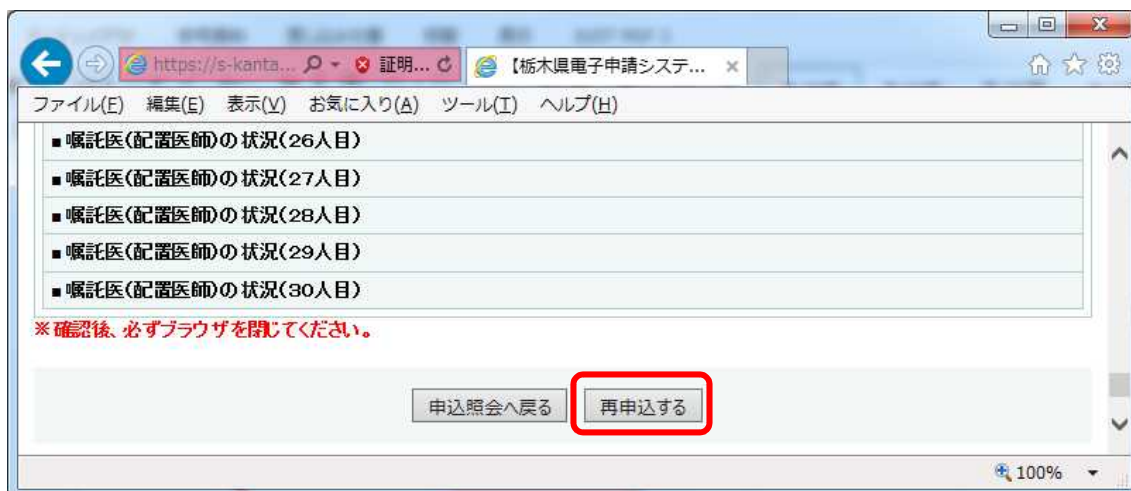 https://s-kanta... 証明... 【栃木県電子申請システ...
ファイル(F) 編集(E) 表示(V) お気に入り(A) ツール(T) ヘルプ(H)
■嘱託医(配置医師)の状況(26人目)
■嘱託医(配置医師)の状況(27人目)
■嘱託医(配置医師)の状況(28人目)
■嘱託医(配置医師)の状況(29人目)
■嘱託医(配置医師)の状況(30人目)
※確認後、必ずブラウザを閉じてください。
申込照会へ戻る 再申込する
100%